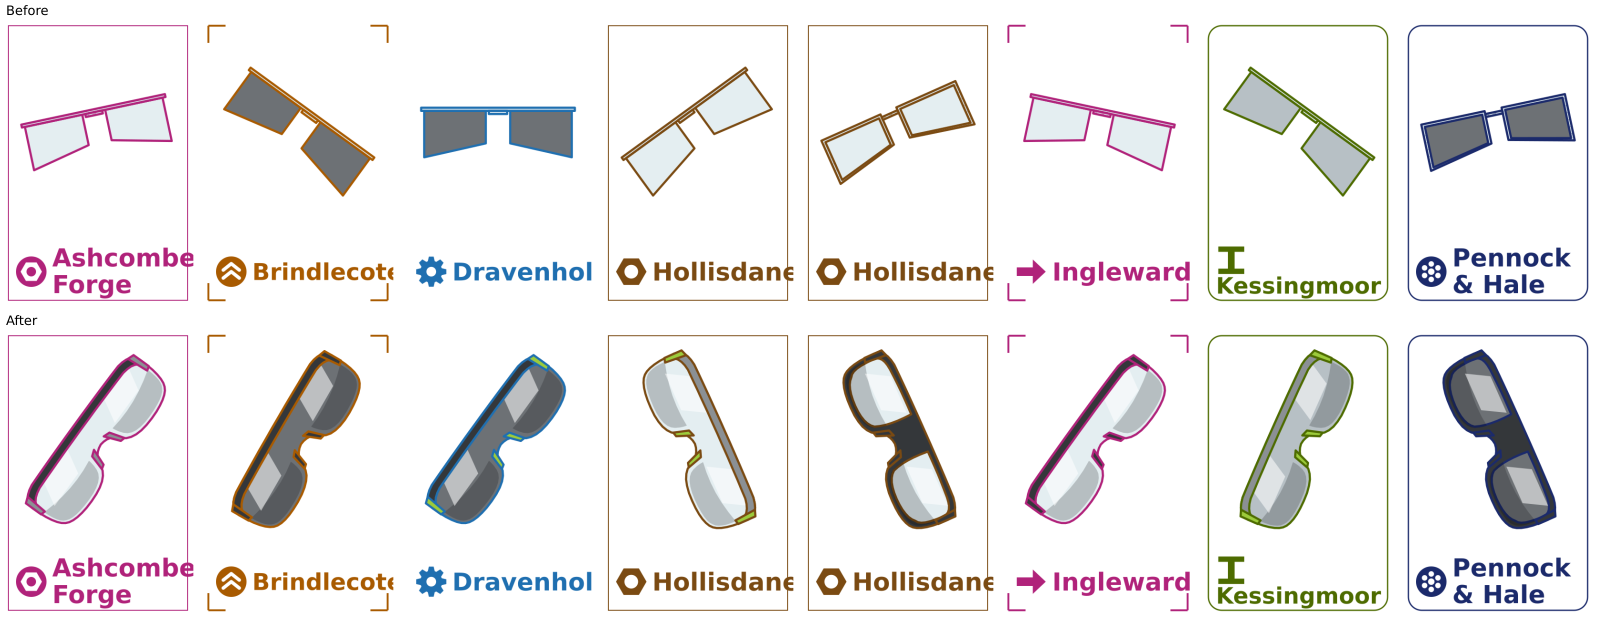 Before
Ashcombe
Forge
Brindlecote
Dravenhol
Hollisdane
Hollisdane
Ingleward
Kessingmoor
Pennock
& Hale
After
Ashcombe
Forge
Brindlecote
Dravenhol
Hollisdane
Hollisdane
Ingleward
Kessingmoor
Pennock
& Hale